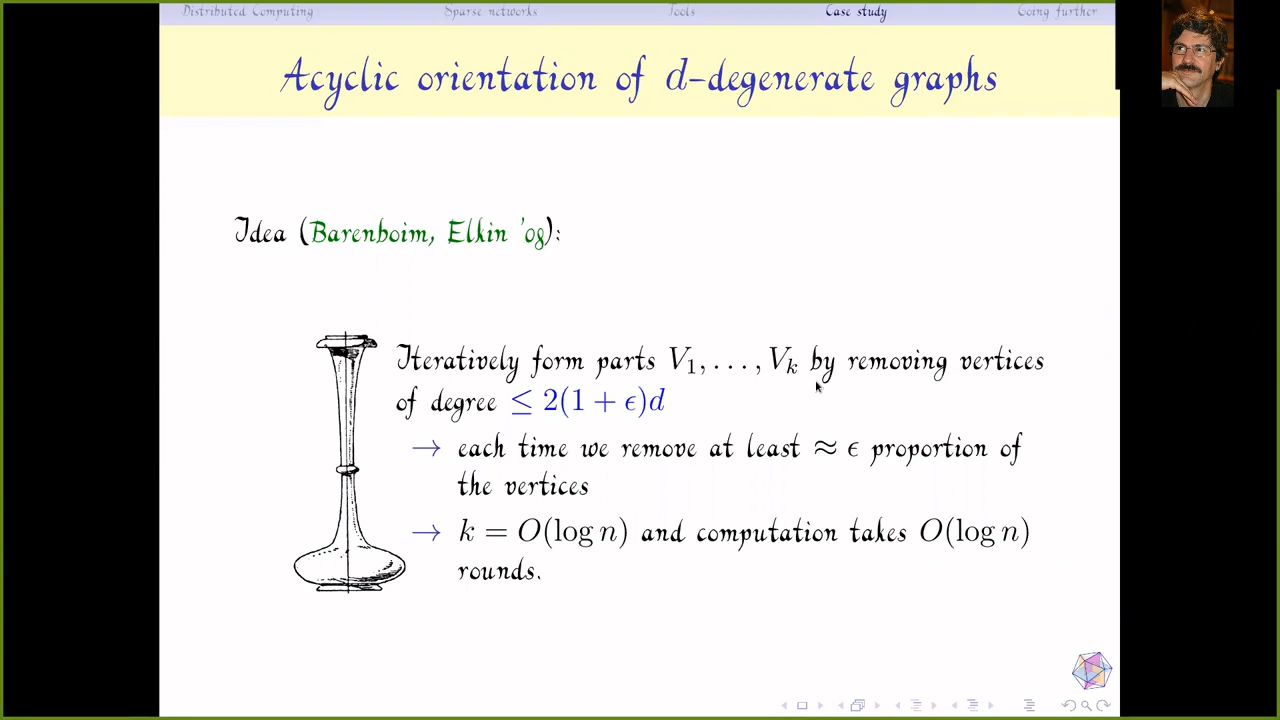 Distributed Computing Sparse networks Tools Case study Going further
Acyclic orientation of d-degenerate graphs
Idea (Barenboim, Elkin '08):
Iteratively form parts V₁, . . . , Vₖ by removing vertices
of degree ≤ 2(1 + ϵ)d
→ each time we remove at least ≈ ϵ proportion of
the vertices
→ k = O(log n) and computation takes O(log n)
rounds.